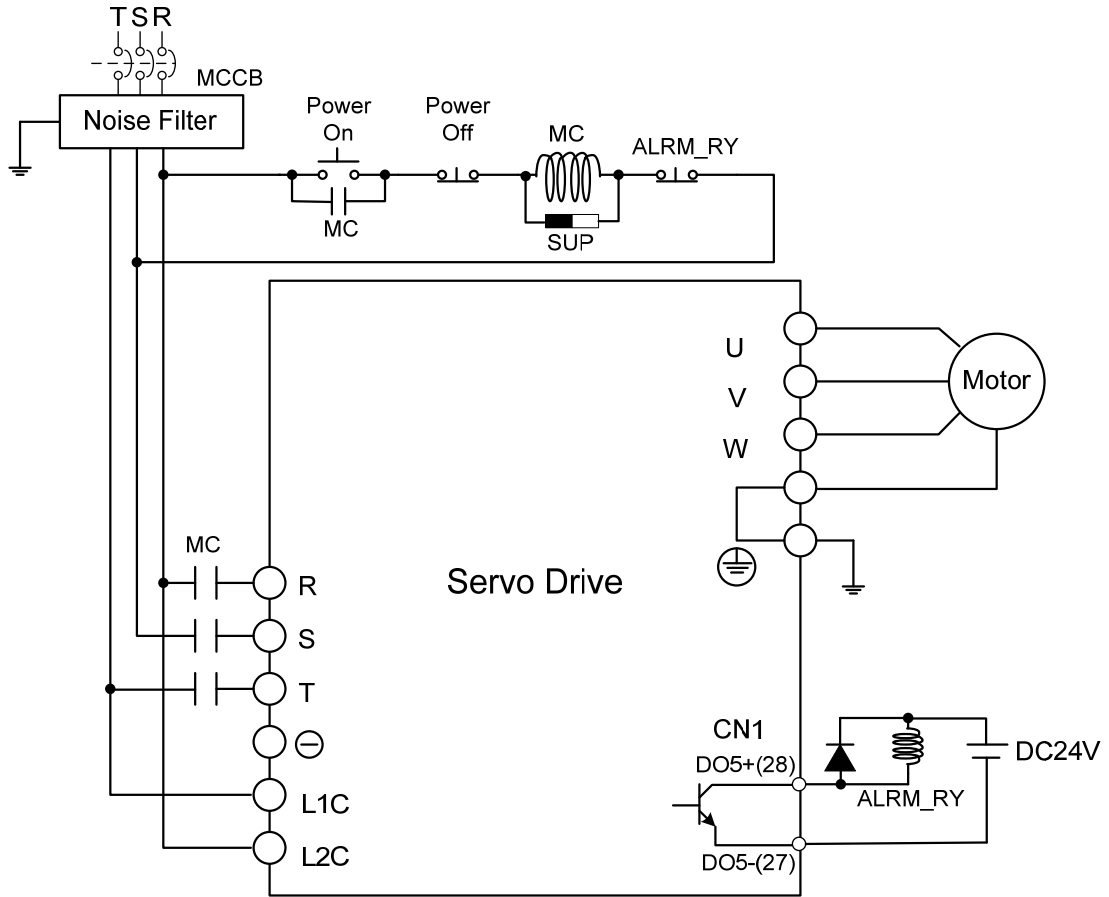 T S R
MCCB
Noise Filter
Power
On
Power
Off
MC
ALRM_RY
MC
SUP
U
V
W
Motor
MC
R
S
T
Servo Drive
L1C
L2C
CN1
DO5+(28)
DO5-(27)
ALRM_RY
DC24V